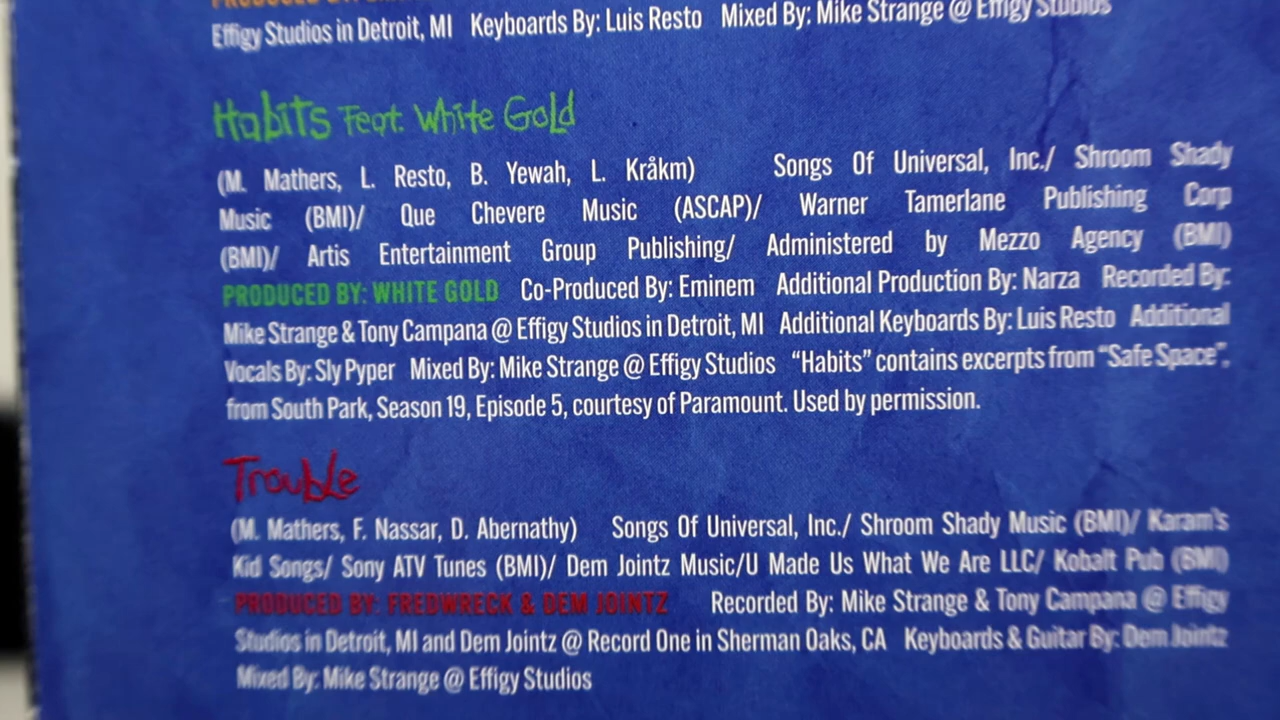 Effigy Studios in Detroit, MI Keyboards By: Luis Resto Mixed By: Mike Strange @ Effigy Studios
Habits Feat. White Gold
(M. Mathers, L. Resto, B. Yewah, L. Kråkm) Songs Of Universal, Inc./ Shroom Shady
Music (BMI)/ Que Chevere Music (ASCAP)/ Warner Tamerlane Publishing Corp
(BMI)/ Artis Entertainment Group Publishing/ Administered by Mezzo Agency (BMI)
PRODUCED BY: WHITE GOLD Co-Produced By: Eminem Additional Production By: Narza Recorded By:
Mike Strange & Tony Campana @ Effigy Studios in Detroit, MI Additional Keyboards By: Luis Resto Additional
Vocals By: Sly Pyper Mixed By: Mike Strange @ Effigy Studios “Habits” contains excerpts from “Safe Space”,
from South Park, Season 19, Episode 5, courtesy of Paramount. Used by permission.
Trouble
(M. Mathers, F. Nassar, D. Abernathy) Songs Of Universal, Inc./ Shroom Shady Music (BMI)/ Karam's
Kid Songs/ Sony ATV Tunes (BMI)/ Dem Jointz Music/U Made Us What We Are LLC/ Kobalt Pub (BMI)
PRODUCED BY: FREDWRECK & DEM JOINTZ Recorded By: Mike Strange & Tony Campana @ Effigy
Studios in Detroit, MI and Dem Jointz @ Record One in Sherman Oaks, CA Keyboards & Guitar By: Dem Jointz
Mixed By: Mike Strange @ Effigy Studios